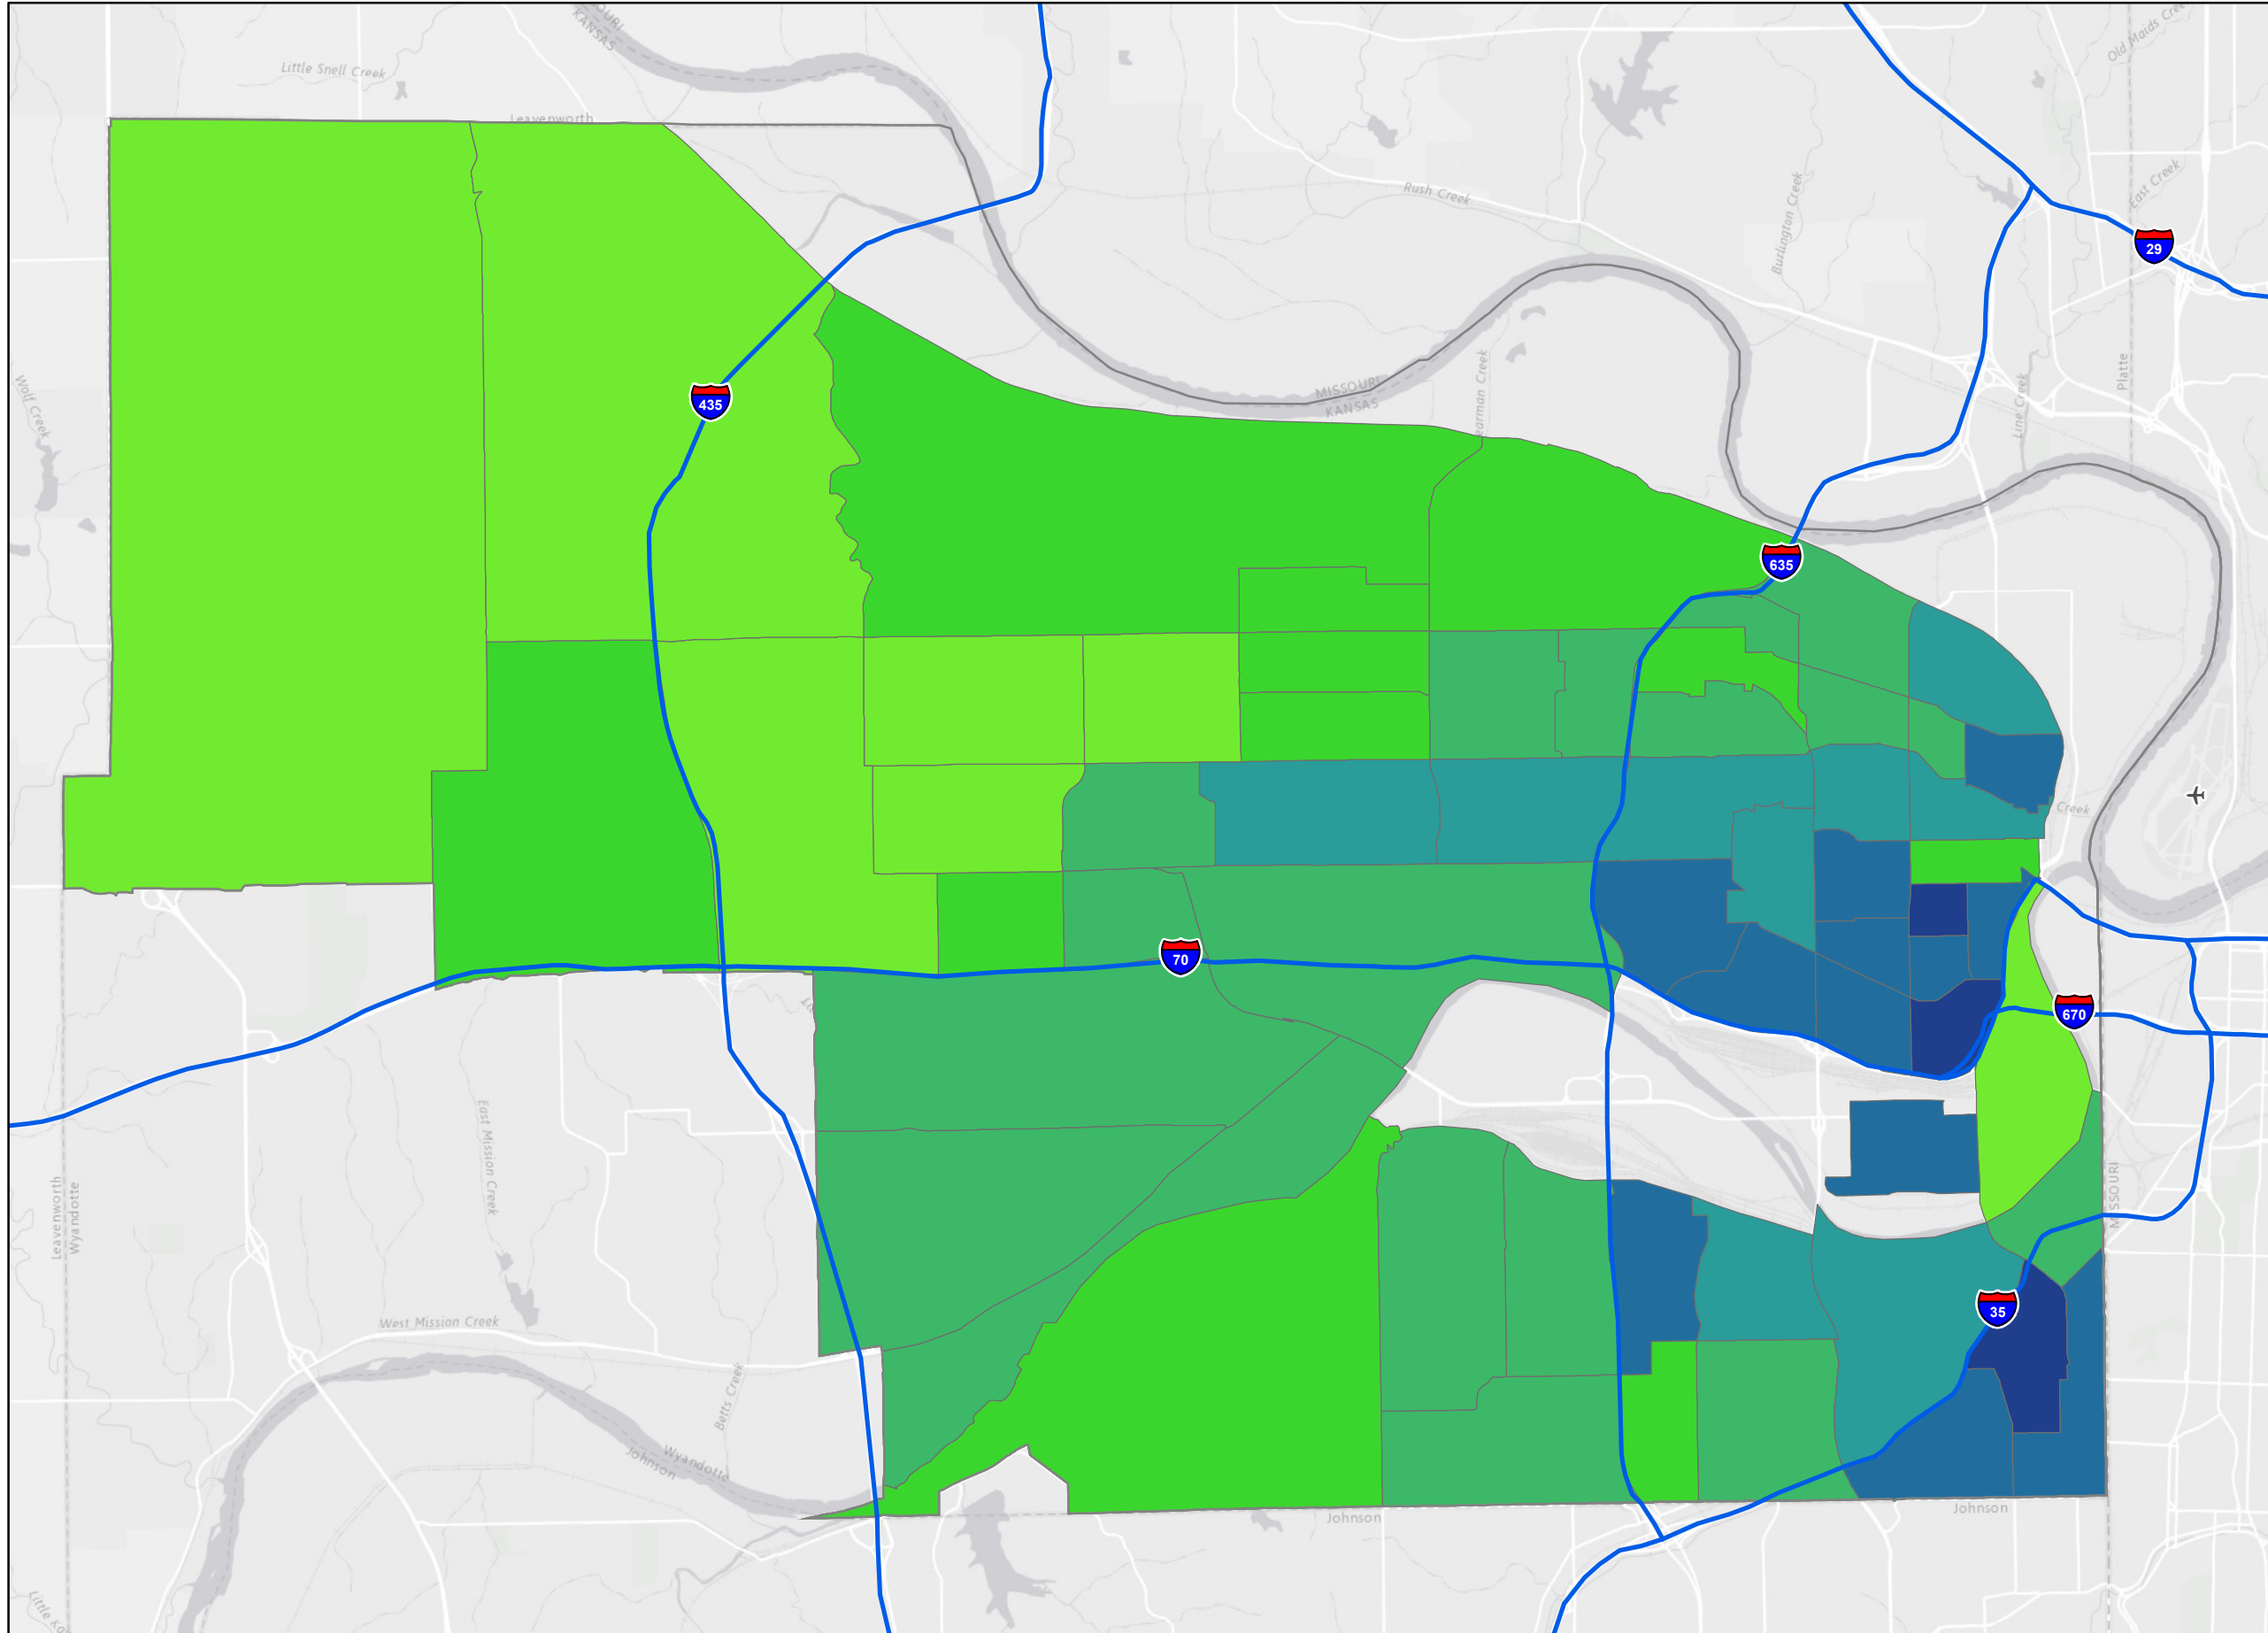 MISSOURI
KANSAS
Little Snell Creek
Leavenworth
Old Maids Creek
East Creek
Rush Creek
Burlington Creek
29
Wolf Creek
435
MISSOURI
KANSAS
earman Creek
Platte
Line Creek
635
Creek
70
670
East Mission Creek
Leavenworth
Wyandotte
MISSOURI
35
West Mission Creek
Betts Creek
Wyandotte
Johnson
Johnson
Johnson